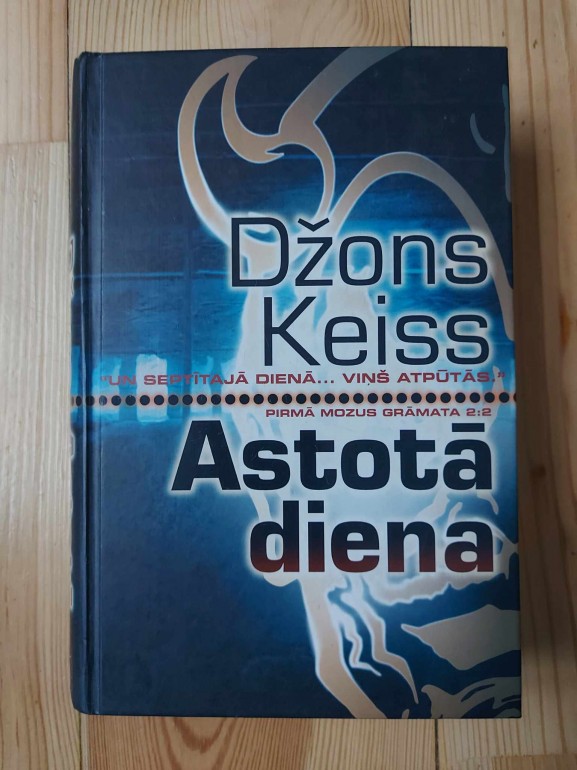 Džons
Keiss
"UN SEPTĪTAJĀ DIENĀ... VIŅŠ ATPŪTĀS."
PIRMĀ MOZUS GRĀMATA 2:2
Astotā
diena